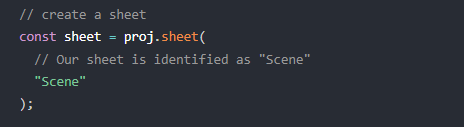 // create a sheet
const sheet = proj.sheet(
// Our sheet is identified as "Scene"
"Scene"
);